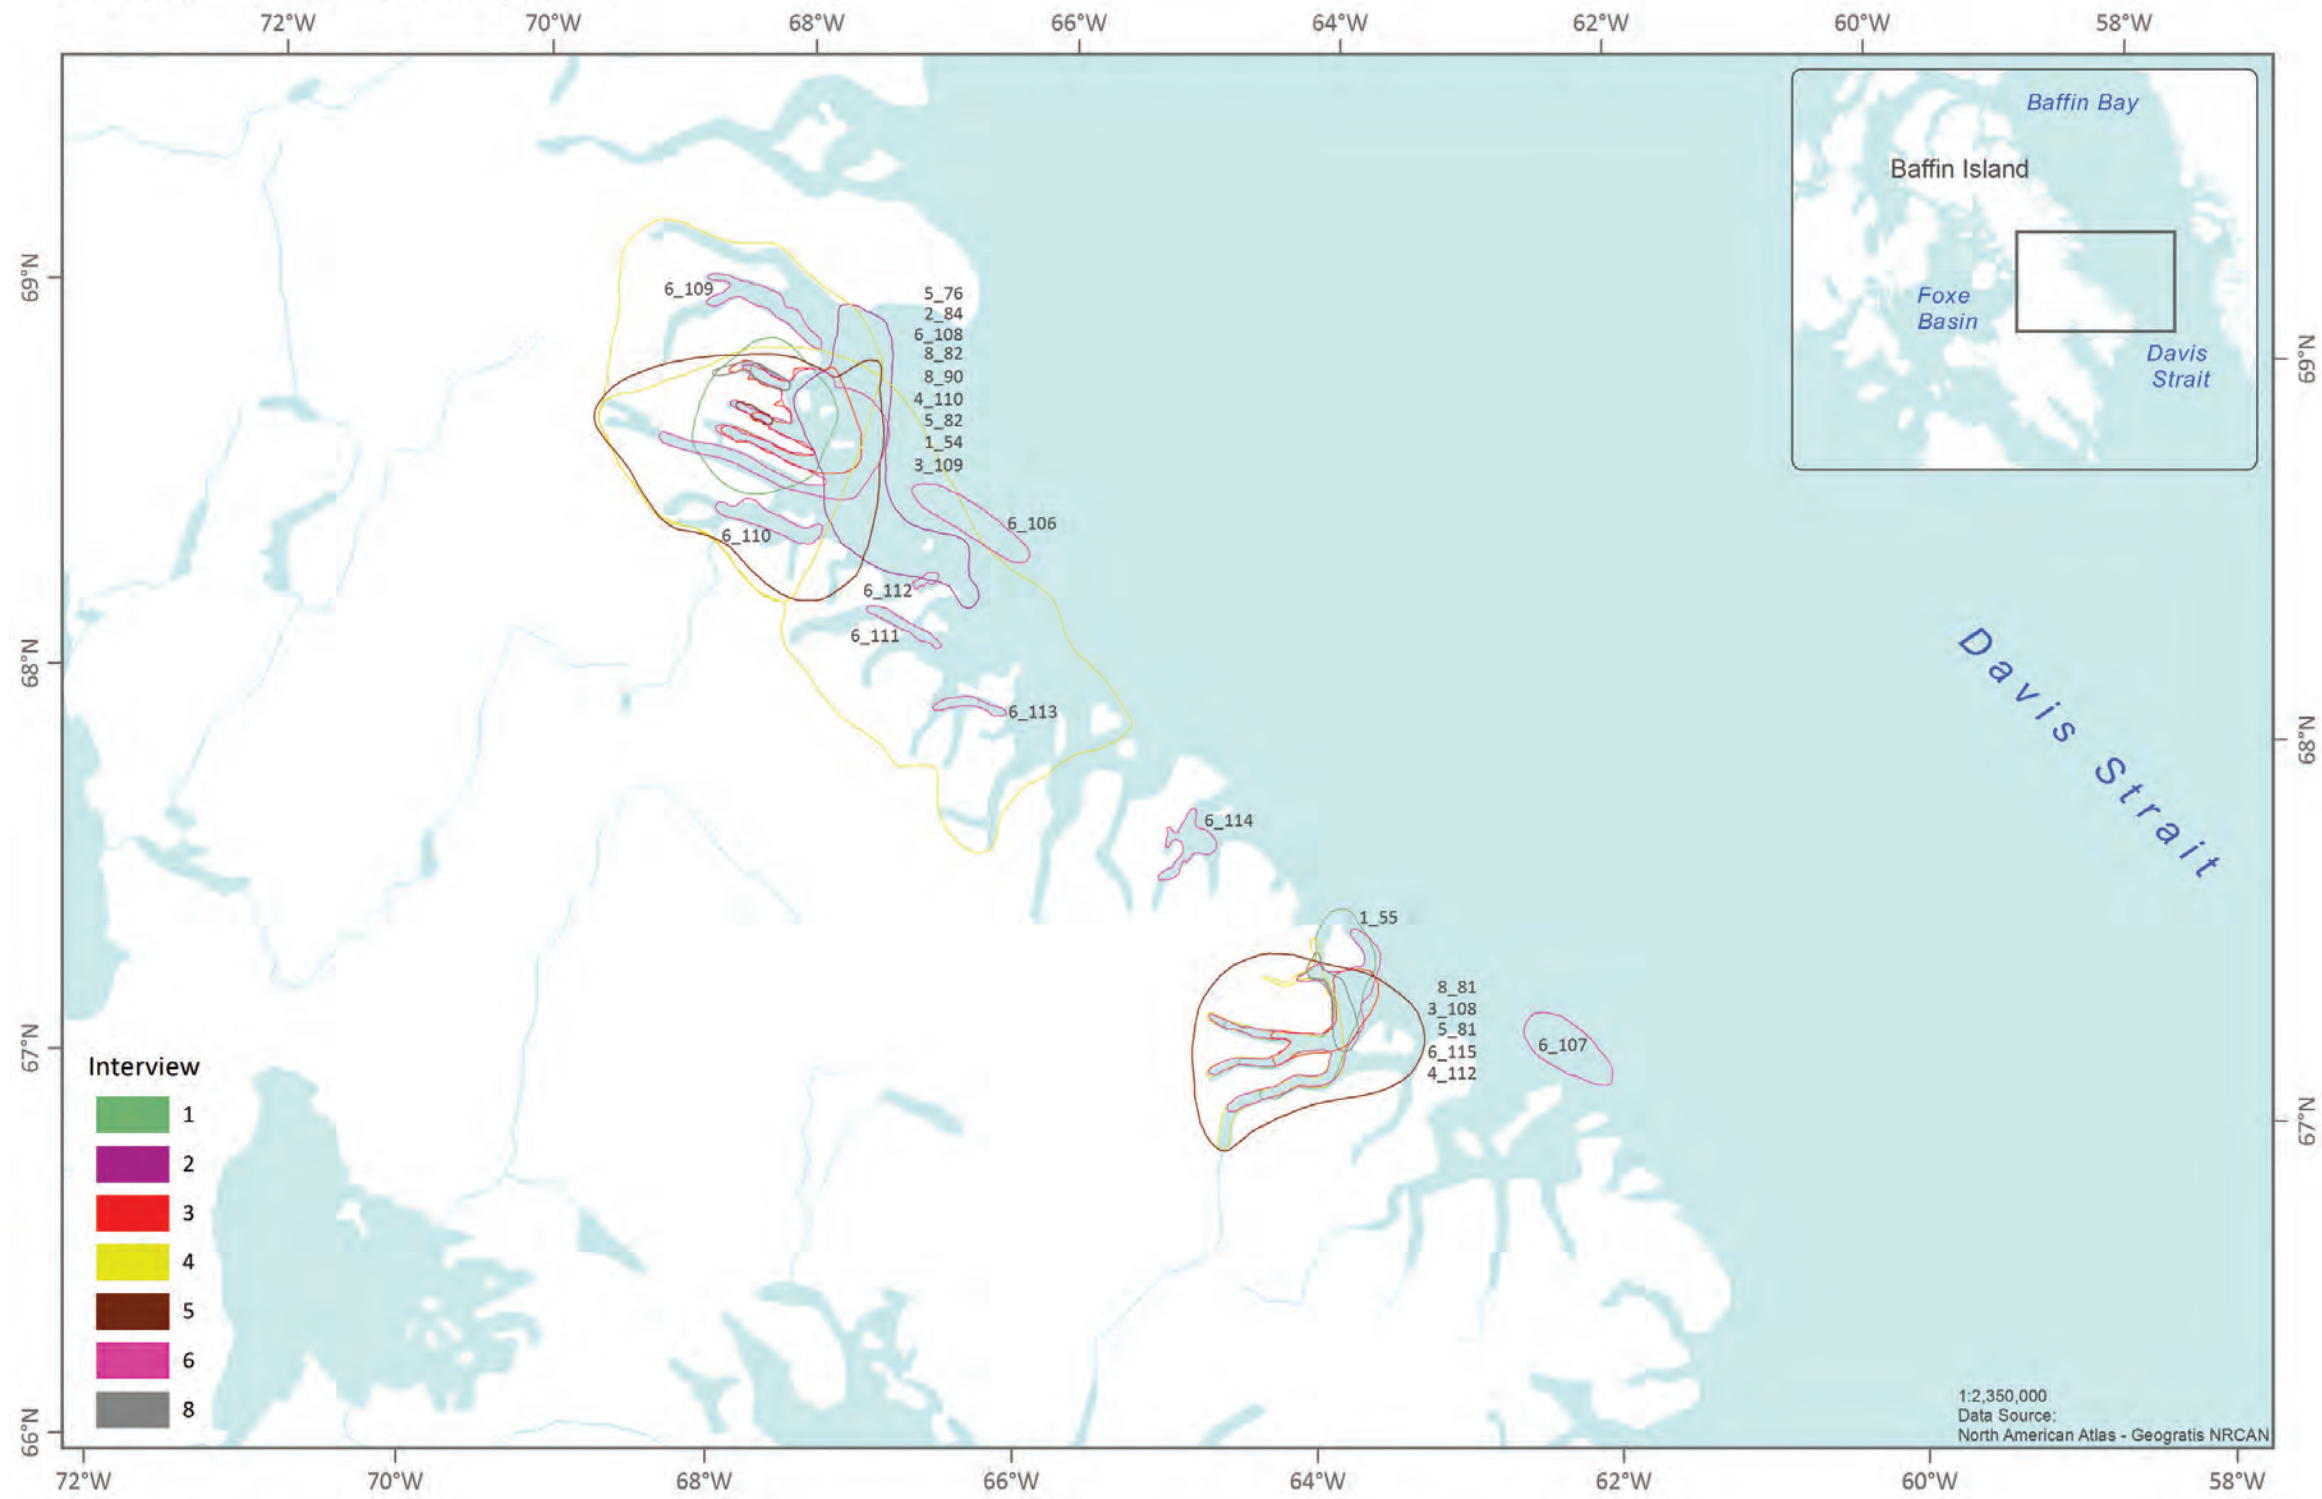 72°W 70°W 68°W 66°W 64°W 62°W 60°W 58°W
Baffin Bay
Baffin Island
Foxe
Basin
Davis
Strait
69°N
69°N
6_109
5_76
2_84
6_108
8_82
8_90
4_110
5_82
1_54
3_109
6_106
6_110
6_112
6_111
68°N
68°N
6_113
Davis Strait
6_114
1_55
8_81
3_108
5_81
6_115
4_112
6_107
67°N
67°N
Interview
1
2
3
4
5
6
8
66°N
1:2,350,000
Data Source:
North American Atlas - Geogratis NRCAN
72°W 70°W 68°W 66°W 64°W 62°W 60°W 58°W